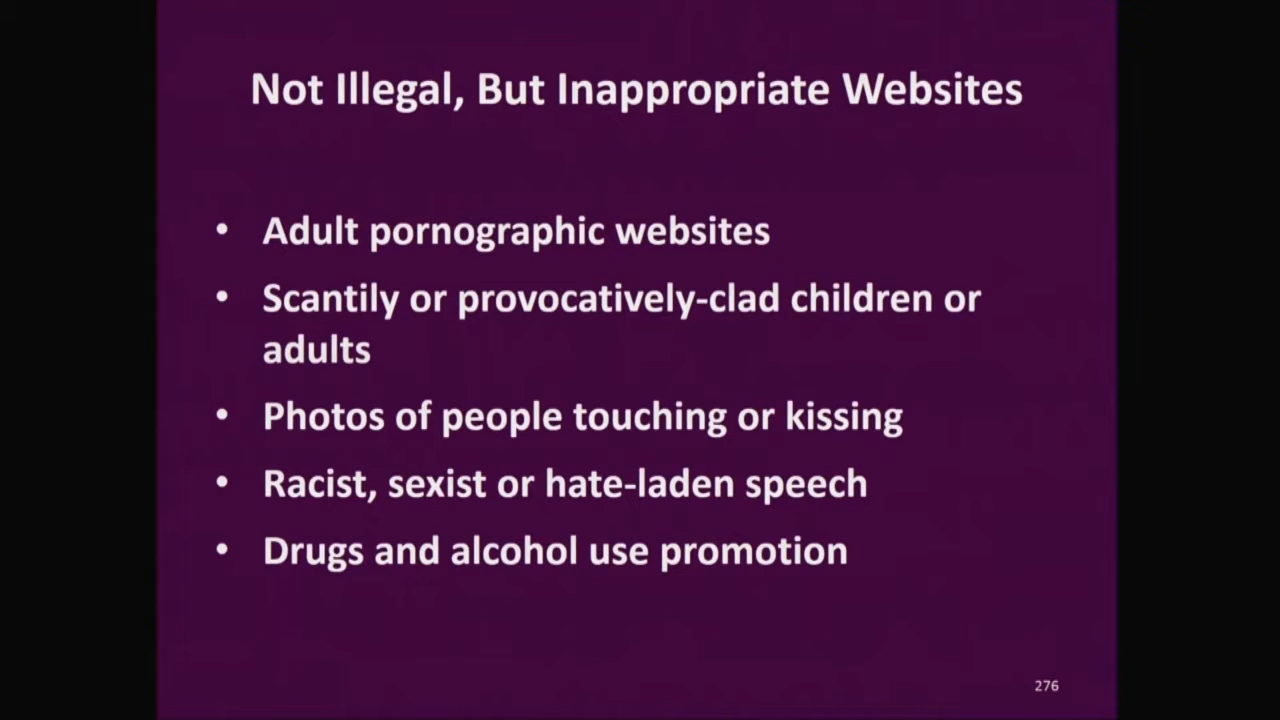 Not Illegal, But Inappropriate Websites
• Adult pornographic websites
• Scantily or provocatively-clad children or
adults
• Photos of people touching or kissing
• Racist, sexist or hate-laden speech
• Drugs and alcohol use promotion
276